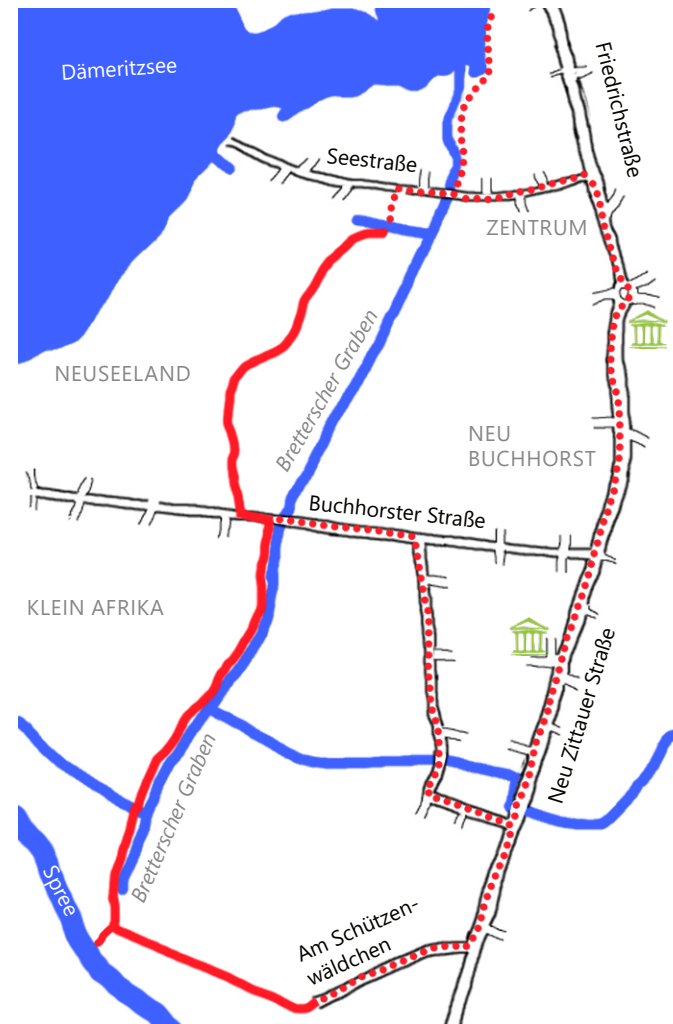 Dämeritzsee
Friedrichstraße
Seestraße
ZENTRUM
Bretterscher Graben
NEUSEELAND
NEU
BUCHHORST
Buchhorster Straße
KLEIN AFRIKA
Neu Zittauer Straße
Bretterscher Graben
Spree
Am Schützen-
wäldchen